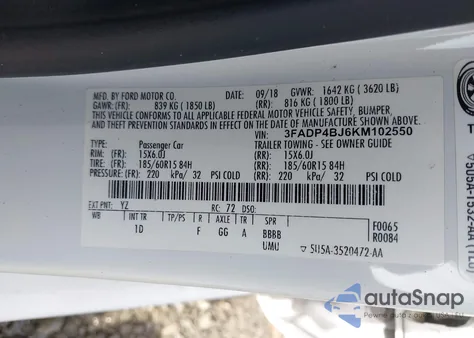 MFD. BY FORD MOTOR CO. 09/18 GVWR: 1642 KG ( 3620 LB)
GAWR: (FR): 839 KG ( 1850 LB) (RR): 816 KG ( 1800 LB)
THIS VEHICLE CONFORMS TO ALL APPLICABLE FEDERAL MOTOR VEHICLE SAFETY, BUMPER,
AND THEFT PREVENTION STANDARDS IN EFFECT ON THE DATE OF MANUFACTURE SHOWN ABOVE.
VIN: 3FADP4BJ6KM102550
TYPE: Passenger Car TRAILER TOWING - SEE OWNER GUIDE
RIM: (FR) 15X6.0J (RR): 15X6.0J
TIRES: (FR) 185/60R15 84H (RR): 185/60R15 84H
PRESSURE: (FR) 220 kPa/ 32 PSI COLD (RR): 220 kPa/ 32 PSI COLD
EXT PNT: YZ RC: 72 DSO:
WB INT TR TP/PS R AXLE TR SPR F0065
1D F GG A BBBB R0084
UMU 5U5A-3520472-AA
autoSnap